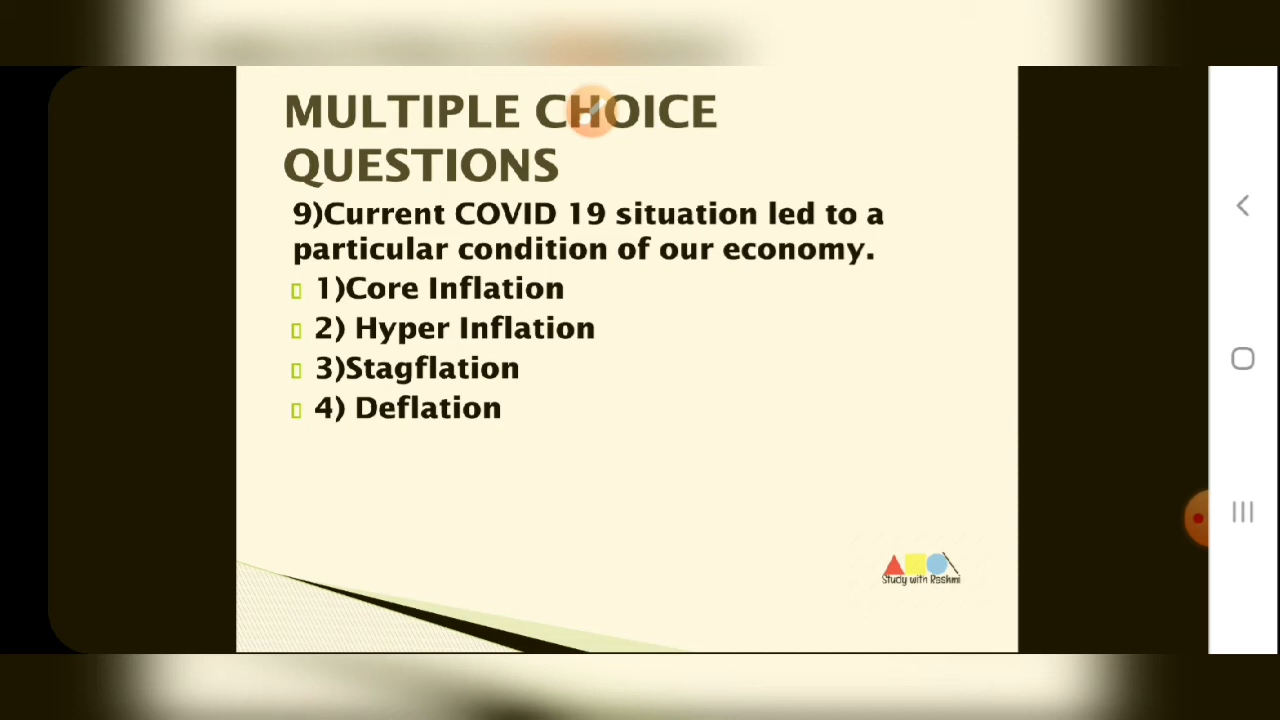 MULTIPLE CHOICE
QUESTIONS
9)Current COVID 19 situation led to a
particular condition of our economy.
1)Core Inflation
2) Hyper Inflation
3)Stagflation
4) Deflation
Study with Rashmi